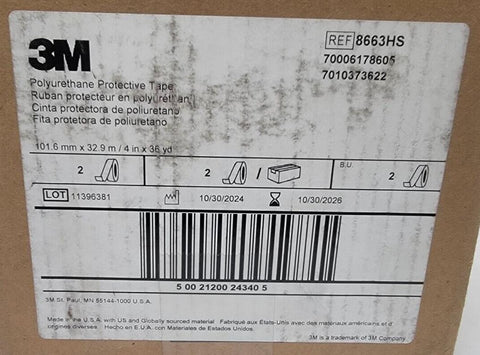 3M
REF 8663HS
70006178605
7010373622
Polyurethane Protective Tape
Ruban protecteur en polyuréthane
Cinta protectora de poliuretano
Fita protetora de poliuretano
101.6 mm x 32.9 m / 4 in x 36 yd
2
2 /
B.U.
2
LOT 11396381
10/30/2024
10/30/2026
5 00 21200 24340 5
3M St. Paul, MN 55144-1000 U.S.A.
Made in the U.S.A. with US and Globally sourced material Fabriqué aux États-Unis avec des matériaux américains et d'
origines diverses Hecho en E.U.A. con Materiales de Estados Unidos
3M is a trademark of 3M Company.